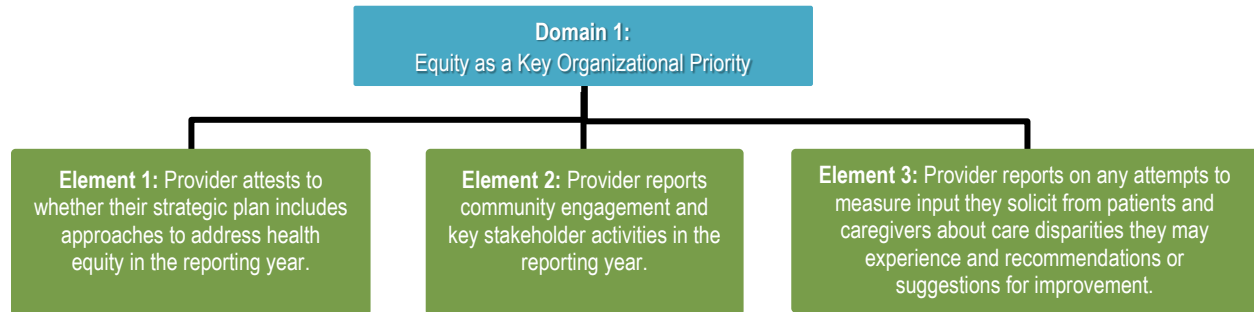 Domain 1:
Equity as a Key Organizational Priority
Element 1: Provider attests to
whether their strategic plan includes
approaches to address health
equity in the reporting year.
Element 2: Provider reports
community engagement and
key stakeholder activities in the
reporting year.
Element 3: Provider reports on any attempts to
measure input they solicit from patients and
caregivers about care disparities they may
experience and recommendations or
suggestions for improvement.